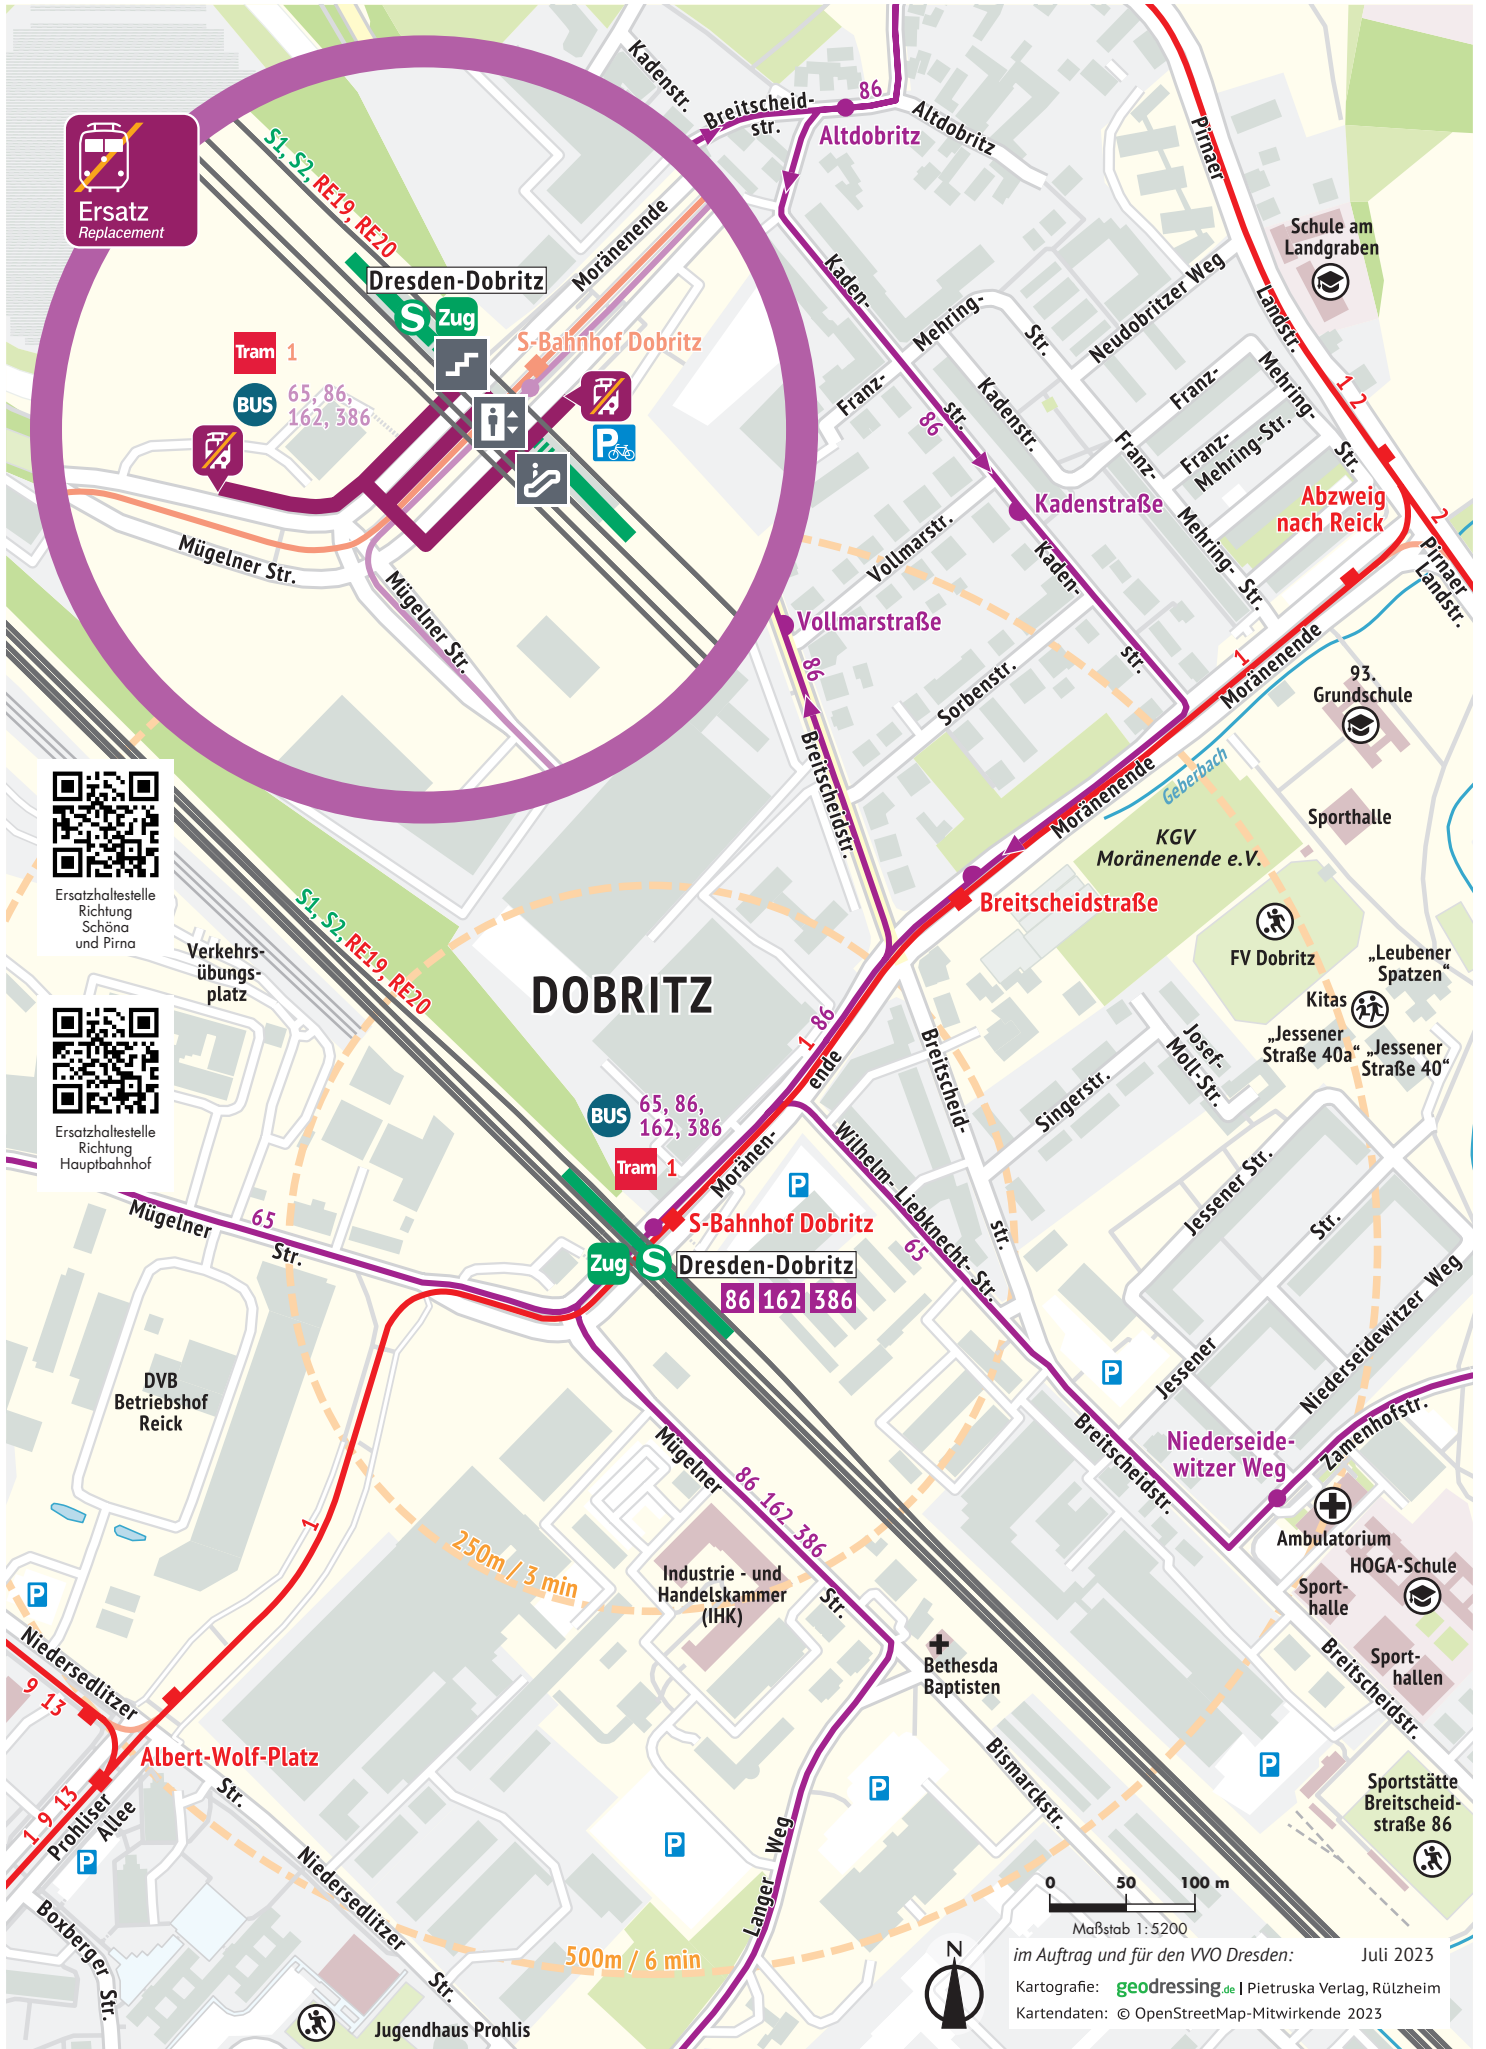 Ersatz
Replacement
S1, S2, RE19, RE20
Dresden-Dobritz
S Zug
S-Bahnhof Dobritz
Tram 1
BUS 65, 86,
162, 386
P
Moränenende
Mügelner Str.
Mügelner Str.
Kadenstr.
Breitscheid-
str.
86
Altdobritz
Altdobritz
Pirnaer
Landstr.
Schule am
Landgraben
Kaden-
str.
Mehring-
Str.
Franz-
Neudobritzer Weg
Kadenstr.
Franz-
Mehring-
Str.
Franz-
Mehring-Str.
Franz-
Mehring- Str.
1 2
86
Kadenstraße
Abzweig
nach Reick
2
Pirnaer
Landstr.
Vollmarstr.
Kaden-
str.
Vollmarstraße
86
Sorbenstr.
1
Moränenende
93.
Grundschule
Breitscheidstr.
Moränenende
Geberbach
KGV
Moränenende e.V.
Sporthalle
Breitscheidstraße
FV Dobritz
„Leubener
Spatzen“
Kitas
„Jessener
Straße 40a“
„Jessener
Straße 40“
Ersatzhaltestelle
Richtung
Schöna
und Pirna
Verkehrs-
übungs-
platz
S1, S2, RE19, RE20
DOBRITZ
1 86
Moränen-
ende
Breitscheid-
str.
Josef-
Moll-Str.
Singerstr.
Ersatzhaltestelle
Richtung
Hauptbahnhof
BUS 65, 86,
162, 386
Tram 1
P
Wilhelm- Liebknecht- Str.
65
Jessener Str.
Jessener
Str.
Niederseidewitzer Weg
Mügelner
Str.
65
S-Bahnhof Dobritz
Zug S Dresden-Dobritz
86 162 386
P
DVB
Betriebshof
Reick
Mügelner
Str.
86 162 386
Breitscheidstr.
Niederseide-
witzer Weg
Zamenhofstr.
Ambulatorium
HOGA-Schule
Sport-
halle
Sport-
hallen
Breitscheidstr.
1
250m / 3 min
Industrie - und
Handelskammer
(IHK)
P
Niedersedlitzer
Str.
9 13
Bethesda
Baptisten
Albert-Wolf-Platz
1 9 13
Prohliser
Allee
P
Bismarckstr.
P
P
P
Sportstätte
Breitscheid-
straße 86
Niedersedlitzer
Str.
Langer Weg
Boxberger Str.
500m / 6 min
Jugendhaus Prohlis
0 50 100 m
Maßstab 1:5200
N
im Auftrag und für den VVO Dresden: Juli 2023
Kartografie: geodressing.de | Pietruska Verlag, Rülzheim
Kartendaten: © OpenStreetMap-Mitwirkende 2023